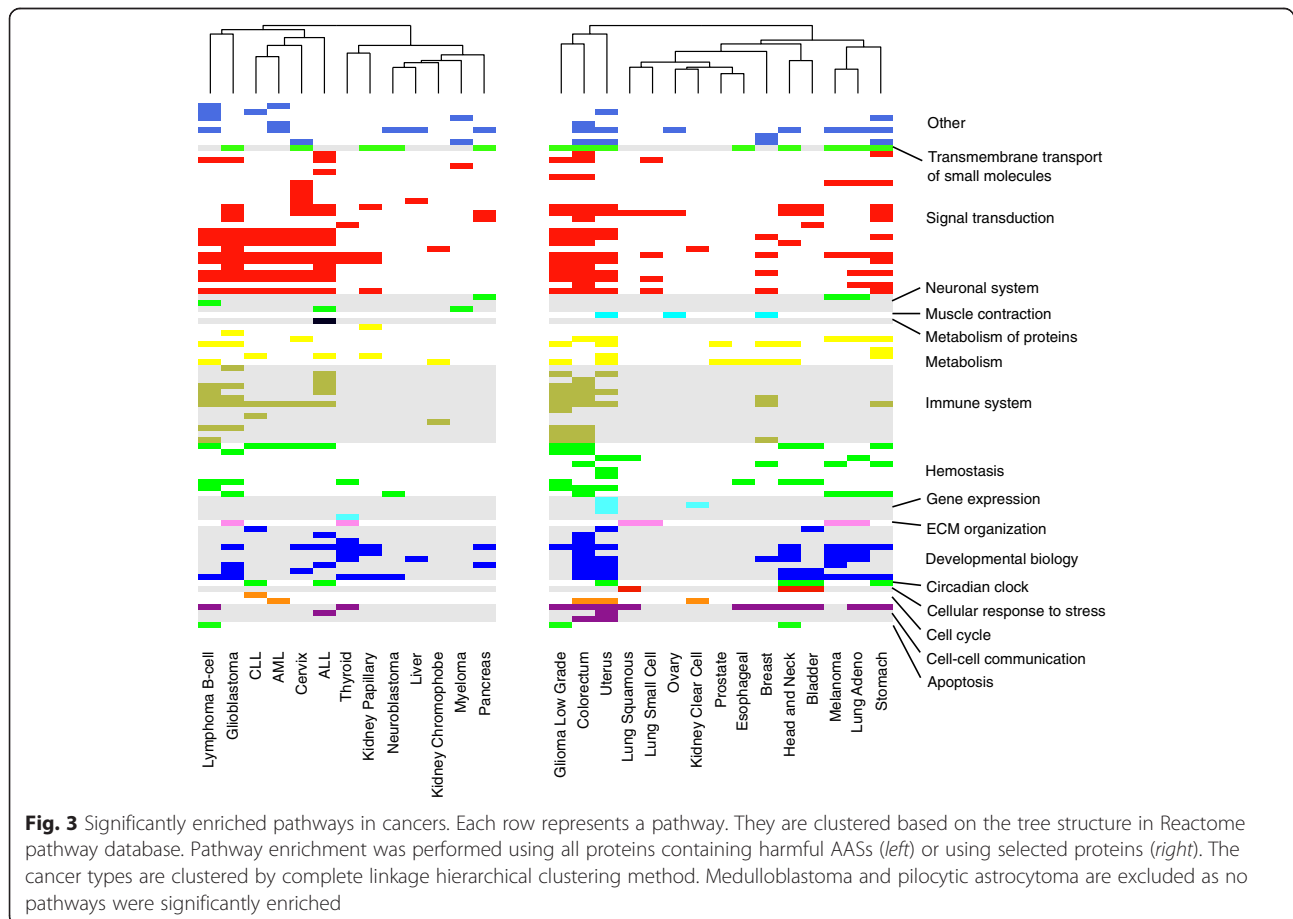 Other
Transmembrane transport
of small molecules
Signal transduction
Neuronal system
Muscle contraction
Metabolism of proteins
Metabolism
Immune system
Hemostasis
Gene expression
ECM organization
Developmental biology
Circadian clock
Cellular response to stress
Cell cycle
Cell-cell communication
Apoptosis
Lymphoma B-cell
Glioblastoma
CLL
AML
Cervix
ALL
Thyroid
Kidney Papillary
Neuroblastoma
Liver
Kidney Chromophobe
Myeloma
Pancreas
Glioma Low Grade
Colorectum
Uterus
Lung Squamous
Lung Small Cell
Ovary
Kidney Clear Cell
Prostate
Esophageal
Breast
Head and Neck
Bladder
Melanoma
Lung Adeno
Stomach
Fig. 3 Significantly enriched pathways in cancers. Each row represents a pathway. They are clustered based on the tree structure in Reactome
pathway database. Pathway enrichment was performed using all proteins containing harmful AASs (left) or using selected proteins (right). The
cancer types are clustered by complete linkage hierarchical clustering method. Medulloblastoma and pilocytic astrocytoma are excluded as no
pathways were significantly enriched